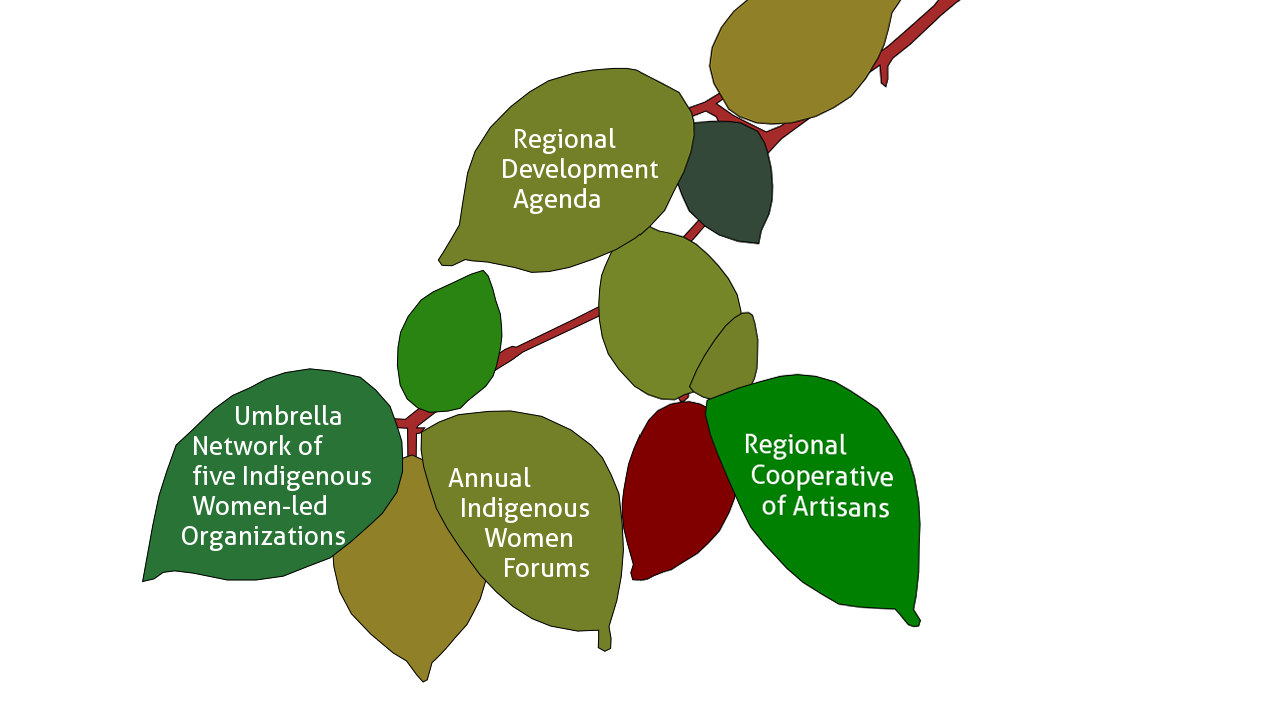 Regional
Development
Agenda
Umbrella
Network of
five Indigenous
Women-led
Organizations
Annual
Indigenous
Women
Forums
Regional
Cooperative
of Artisans